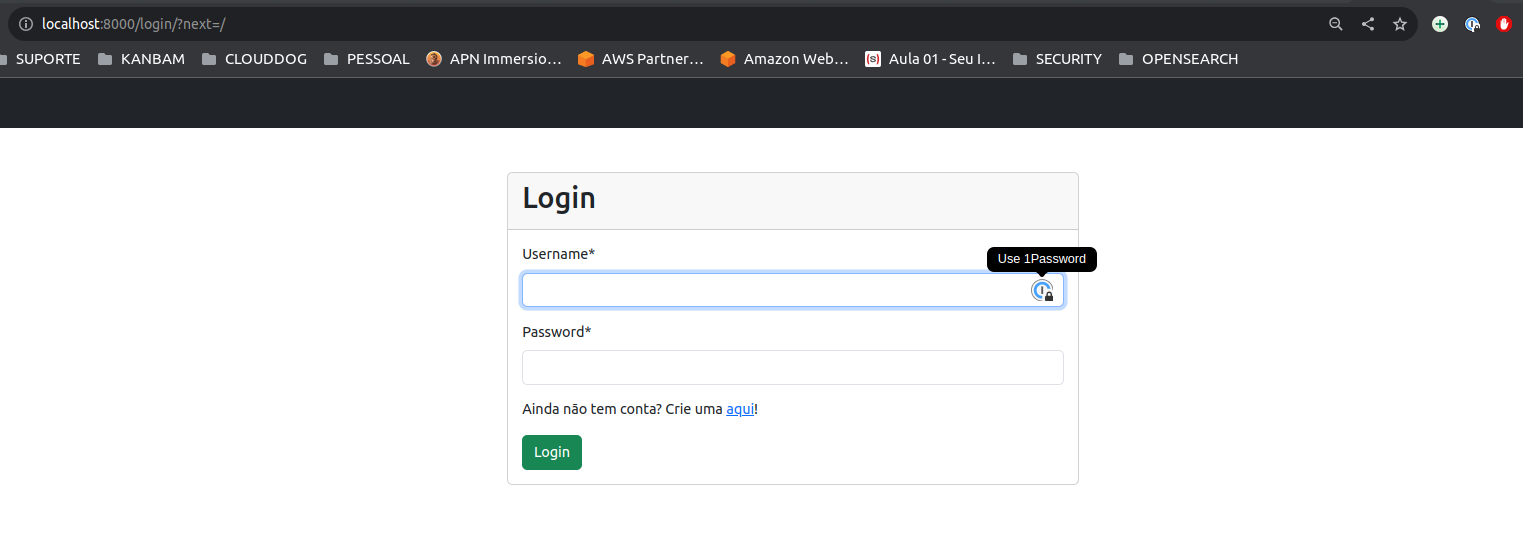 localhost:8000/login/?next=/
SUPORTE KANBAM CLOUDDOG PESSOAL APN Immersio… AWS Partner… Amazon Web… {S} Aula 01 - Seu I… SECURITY OPENSEARCH
Login
Username*
Use 1Password
Password*
Ainda não tem conta? Crie uma aqui!
Login